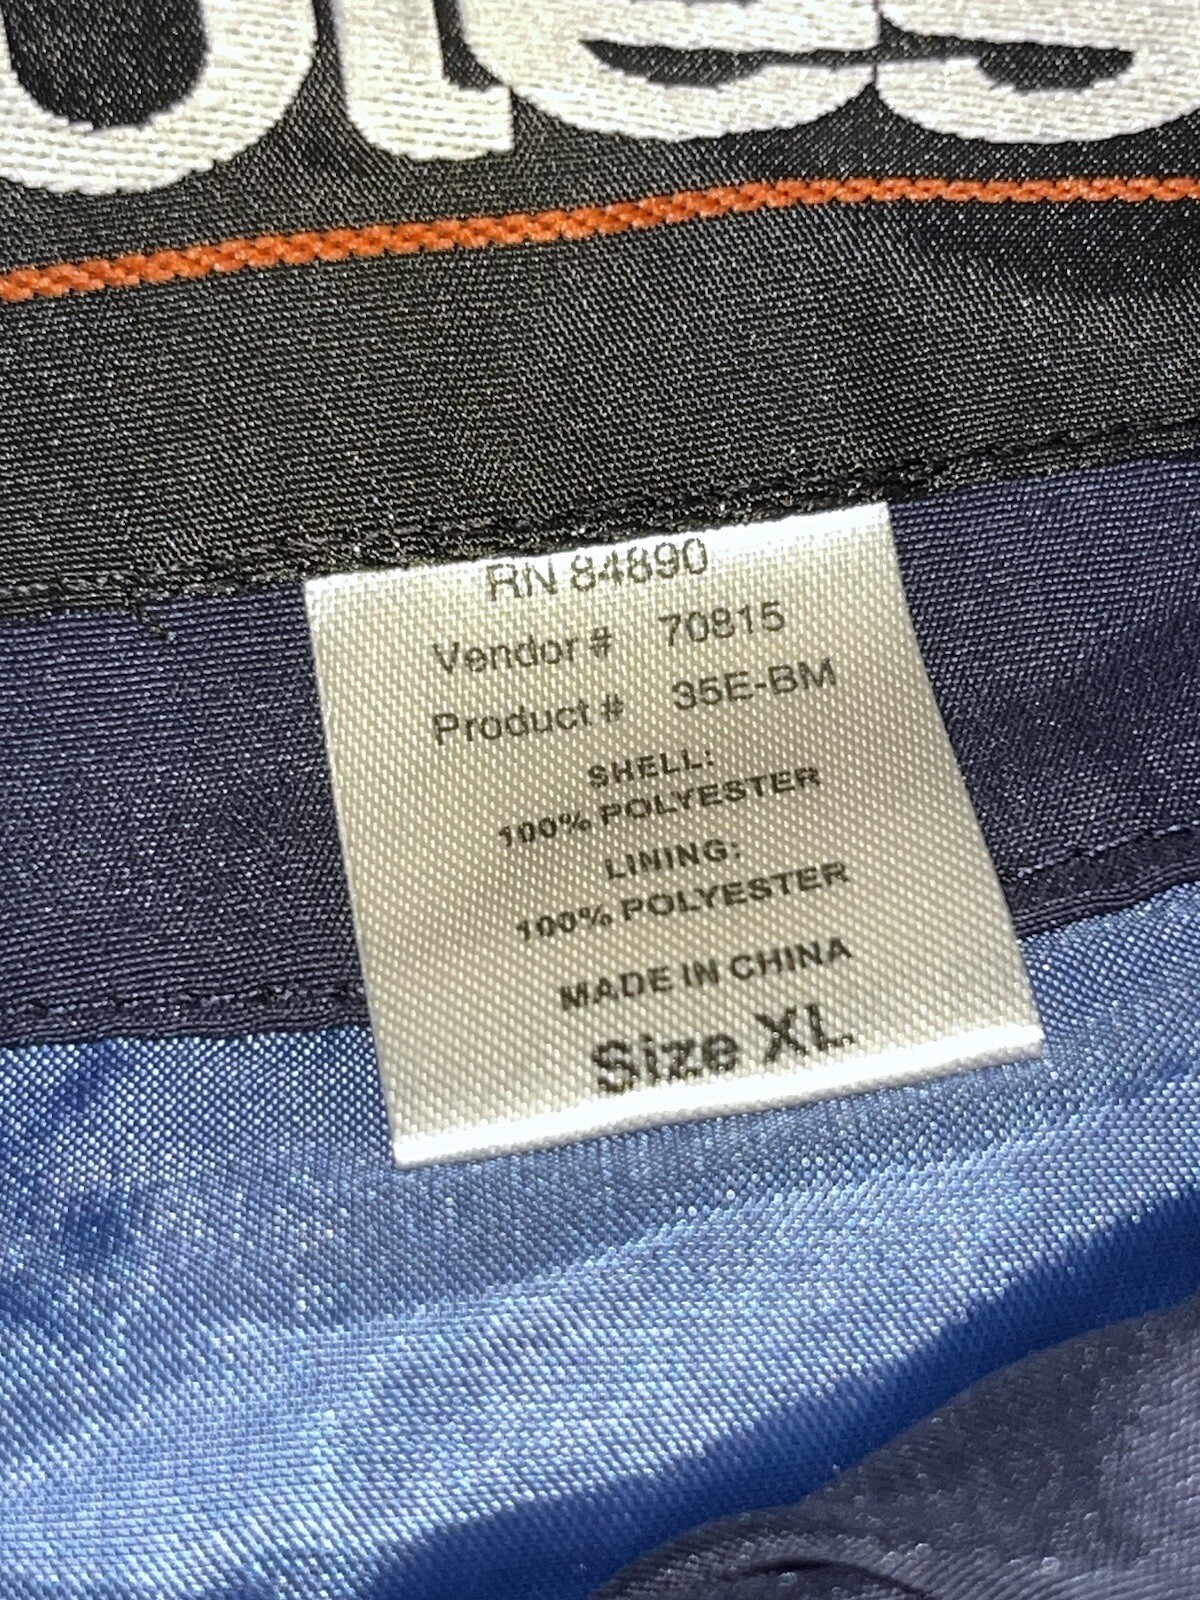 RN 84890
Vendor # 70815
Product # 35E-BM
SHELL:
100% POLYESTER
LINING:
100% POLYESTER
MADE IN CHINA
Size XL